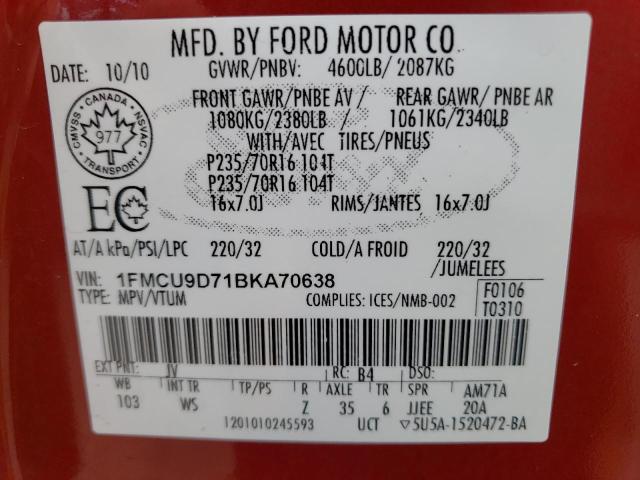 MFD. BY FORD MOTOR CO.
DATE: 10/10 GVWR/PNBV: 4600LB/ 2087KG
FRONT GAWR/PNBE AV / REAR GAWR/ PNBE AR
1080KG/2380LB 1061KG/2340LB
WITH/AVEC TIRES/PNEUS
P235/70R16 104T
P235/70R16 104T
16x7.0J RIMS/JANTES 16x7.0J
CANADA
CMVSS 977 NSVAC
TRANSPORT
EC
AT/A kPa/PSI/LPC 220/32 COLD/A FROID 220/32
/JUMELEES
VIN: 1FMCU9D71BKA70638
TYPE: MPV/VTUM COMPLIES: ICES/NMB-002
F0106
T0310
EXT PNT: JV RC: B4 DSO:
WB INT TR TP/PS R AXLE TR SPR AM71A
103 WS Z 35 6 JJEE 20A
1201010245593 UCT ▽5U5A-1520472-BA